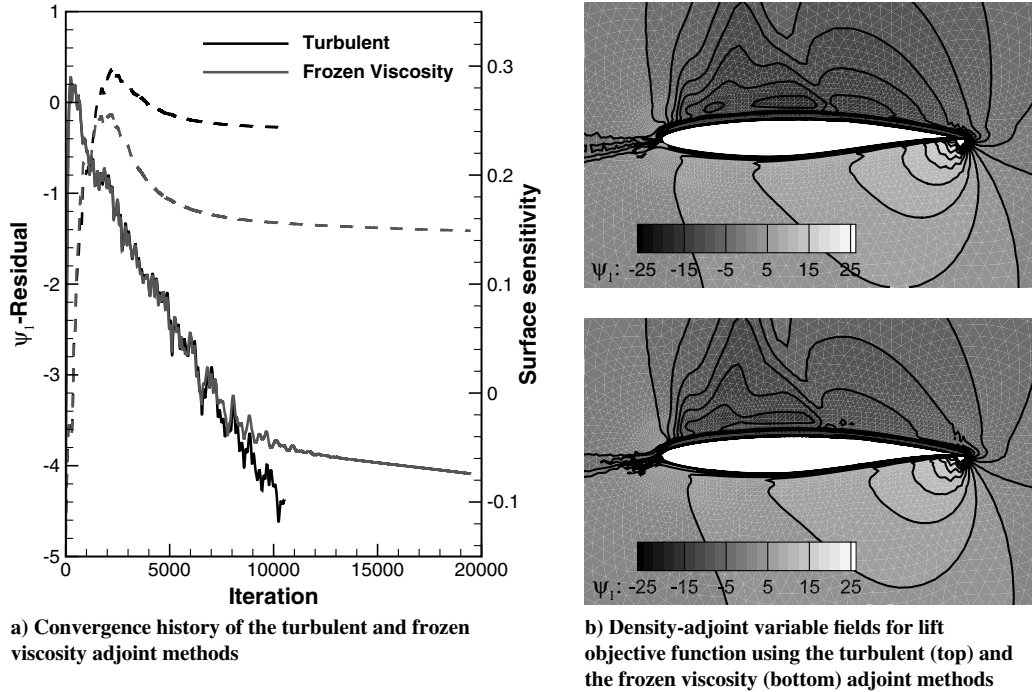 1
0
-1
-2
-3
-4
-5
ψ1-Residual
Turbulent
Frozen Viscosity
0.3
0.2
0.1
0
-0.1
Surface sensitivity
0 5000 10000 15000 20000
Iteration
a) Convergence history of the turbulent and frozen
viscosity adjoint methods
ψ1: -25 -15 -5 5 15 25
ψ1: -25 -15 -5 5 15 25
b) Density-adjoint variable fields for lift
objective function using the turbulent (top) and
the frozen viscosity (bottom) adjoint methods